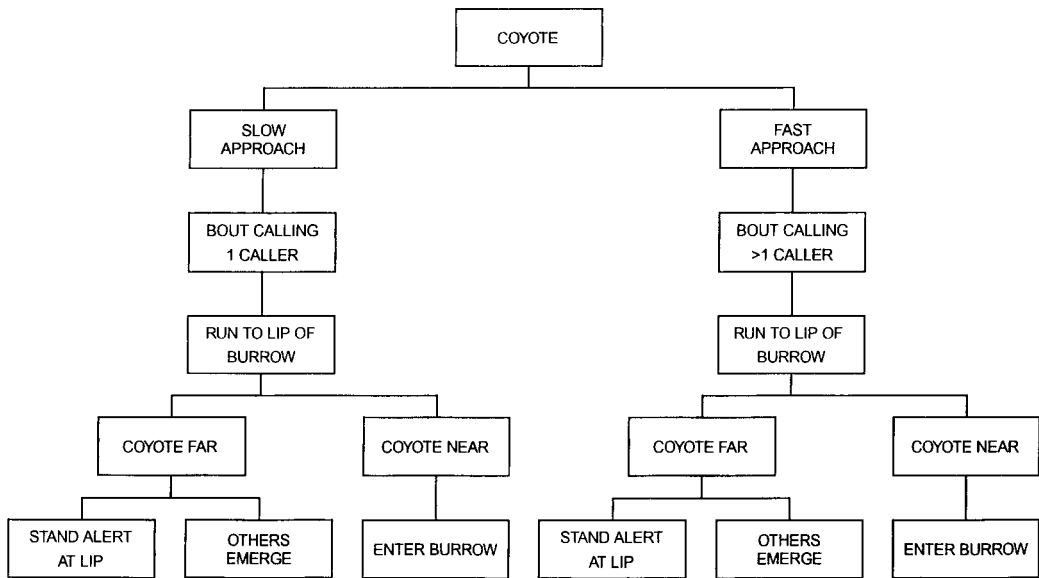 COYOTE
SLOW
APPROACH
FAST
APPROACH
BOUT CALLING
1 CALLER
BOUT CALLING
>1 CALLER
RUN TO LIP OF
BURROW
RUN TO LIP OF
BURROW
COYOTE FAR
COYOTE NEAR
COYOTE FAR
COYOTE NEAR
STAND ALERT
AT LIP
OTHERS
EMERGE
ENTER BURROW
STAND ALERT
AT LIP
OTHERS
EMERGE
ENTER BURROW